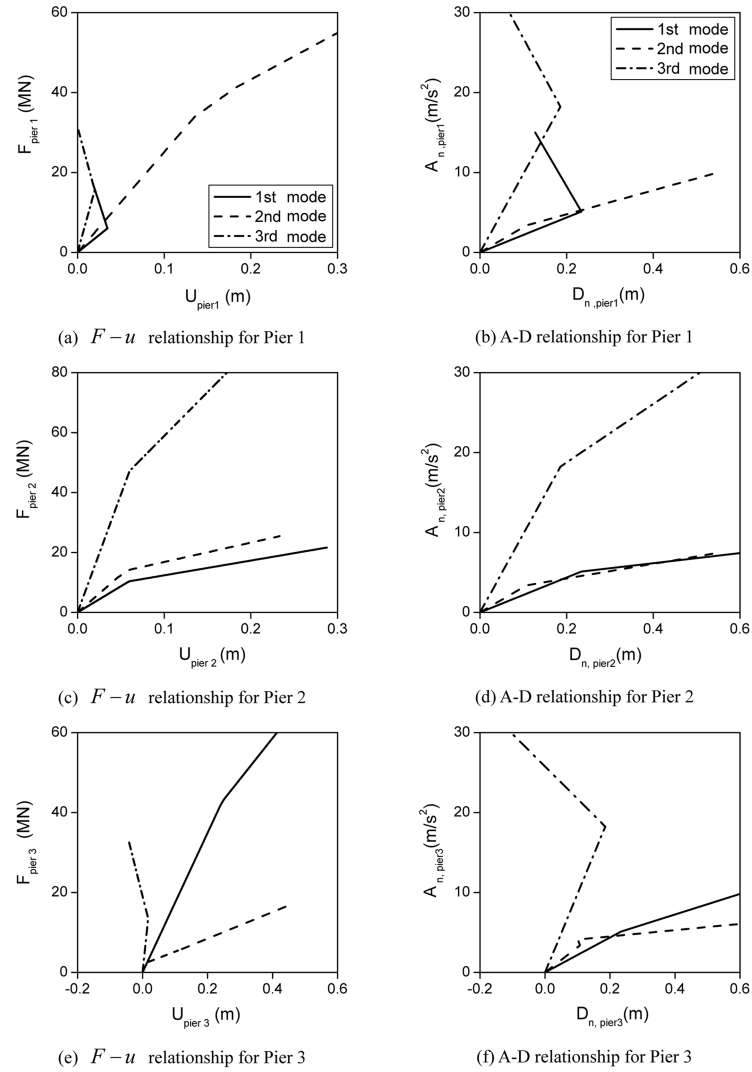 60
40
20
0
0.0 0.1 0.2 0.3
F pier 1 (MN)
U pier1 (m)
1st mode
2nd mode
3rd mode
(a) F − u relationship for Pier 1
30
20
10
0
0.0 0.2 0.4 0.6
A n ,pier1 (m/s²)
D n ,pier1 (m)
1st mode
2nd mode
3rd mode
(b) A-D relationship for Pier 1
80
60
40
20
0
0.0 0.1 0.2 0.3
F pier 2 (MN)
U pier 2 (m)
(c) F − u relationship for Pier 2
30
20
10
0
0.0 0.2 0.4 0.6
A n, pier2 (m/s²)
D n, pier2 (m)
(d) A-D relationship for Pier 2
60
40
20
0
-0.2 0.0 0.2 0.4 0.6
F pier 3 (MN)
U pier 3 (m)
(e) F − u relationship for Pier 3
30
20
10
0
-0.2 0.0 0.2 0.4 0.6
A n, pier3 (m/s²)
D n, pier3 (m)
(f) A-D relationship for Pier 3